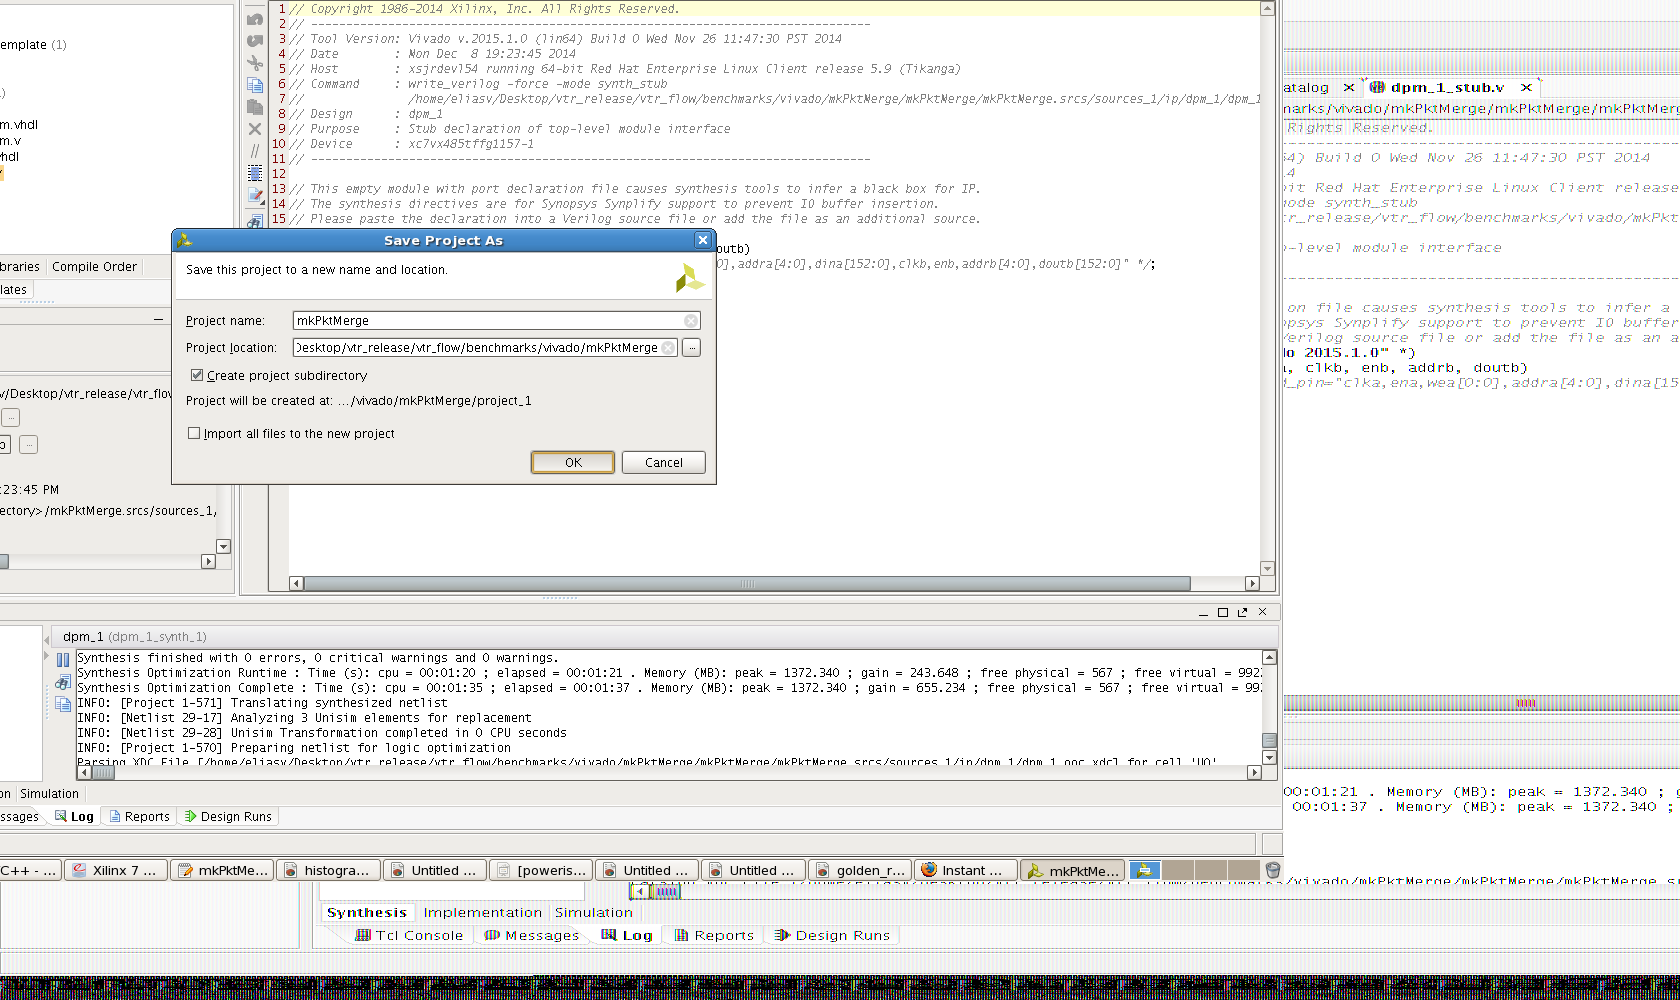 1 // Copyright 1986-2014 Xilinx, Inc. All Rights Reserved.
2 // --------------------------------------------------------------------------------
3 // Tool Version: Vivado v.2015.1.0 (lin64) Build 0 Wed Nov 26 11:47:30 PST 2014
4 // Date        : Mon Dec  8 19:23:45 2014
5 // Host        : xsjrdevl54 running 64-bit Red Hat Enterprise Linux Client release 5.9 (Tikanga)
6 // Command     : write_verilog -force -mode synth_stub
7 //               /home/eliasv/Desktop/vtr_release/vtr_flow/benchmarks/vivado/mkPktMerge/mkPktMerge/mkPktMerge.srcs/sources_1/ip/dpm_1/dpm_1
8 // Design      : dpm_1
9 // Purpose     : Stub declaration of top-level module interface
10 // Device      : xc7vx485tffg1157-1
11 // --------------------------------------------------------------------------------
12
13 // This empty module with port declaration file causes synthesis tools to infer a black box for IP.
14 // The synthesis directives are for Synopsys Synplify support to prevent IO buffer insertion.
15 // Please paste the declaration into a Verilog source file or add the file as an additional source.
outb)
0],addra[4:0],dina[152:0],clkb,enb,addrb[4:0],doutb[152:0]" */;
emplate (1)
.)
m.vhdl
m.v
vhdl
braries Compile Order
lates
v/Desktop/vtr_release/vtr_flov
:23:45 PM
ectory>/mkPktMerge.srcs/sources_1/
Save Project As
Save this project to a new name and location.
Project name: mkPktMerge
Project location: Desktop/vtr_release/vtr_flow/benchmarks/vivado/mkPktMerge ...
Create project subdirectory
Project will be created at: .../vivado/mkPktMerge/project_1
Import all files to the new project
OK Cancel
atalog dpm_1_stub.v
marks/vivado/mkPktMerge/mkPktMerge/mkPktMerge
Rights Reserved.
64) Build 0 Wed Nov 26 11:47:30 PST 2014
14
bit Red Hat Enterprise Linux Client release
mode synth_stub
tr_release/vtr_flow/benchmarks/vivado/mkPkt
p-level module interface
on file causes synthesis tools to infer a
opsys Synplify support to prevent IO buffer
erilog source file or add the file as an a
do 2015.1.0" *)
a, clkb, enb, addrb, doutb)
d_pin="clka,ena,wea[0:0],addra[4:0],dina[15
dpm_1 (dpm_1_synth_1)
Synthesis finished with 0 errors, 0 critical warnings and 0 warnings.
Synthesis Optimization Runtime : Time (s): cpu = 00:01:20 ; elapsed = 00:01:21 . Memory (MB): peak = 1372.340 ; gain = 243.648 ; free physical = 567 ; free virtual = 992
Synthesis Optimization Complete : Time (s): cpu = 00:01:35 ; elapsed = 00:01:37 . Memory (MB): peak = 1372.340 ; gain = 655.234 ; free physical = 567 ; free virtual = 992
INFO: [Project 1-571] Translating synthesized netlist
INFO: [Netlist 29-17] Analyzing 3 Unisim elements for replacement
INFO: [Netlist 29-28] Unisim Transformation completed in 0 CPU seconds
INFO: [Project 1-570] Preparing netlist for logic optimization
Parsing XDC File [/home/eliasv/Desktop/vtr_release/vtr_flow/benchmarks/vivado/mkPktMerge/mkPktMerge/mkPktMerge.srcs/sources_1/ip/dpm_1/dpm_1_ooc.xdc] for cell 'U0'
on Simulation
ssages Log Reports Design Runs
00:01:21 . Memory (MB): peak = 1372.340 ; g
00:01:37 . Memory (MB): peak = 1372.340 ;
C++ - ... Xilinx 7 ... mkPktMe... histogra... Untitled ... [poweris... Untitled ... Untitled ... golden_r... Instant ... mkPktMe...
/vivado/mkPktMerge/mkPktMerge/mkPktMerge.sr
Synthesis Implementation Simulation
Tcl Console Messages Log Reports Design Runs